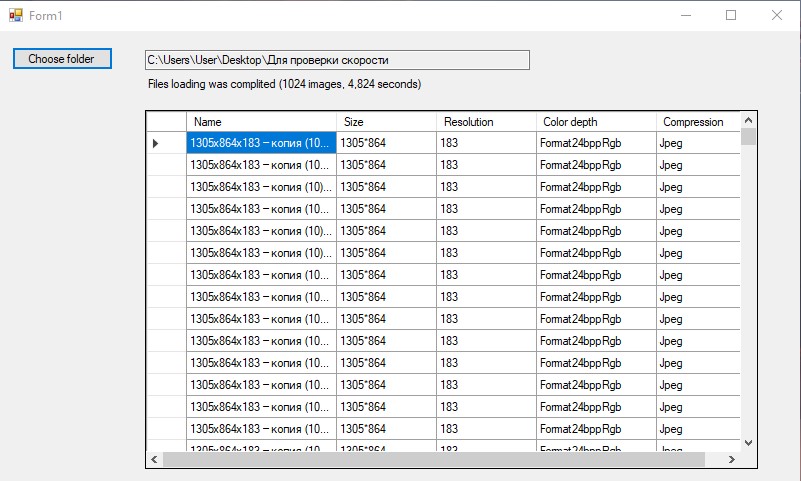 Form1
Choose folder
C:\Users\User\Desktop\Для проверки скорости
Files loading was complited (1024 images, 4,824 seconds)
Name Size Resolution Color depth Compression
1305x864x183 – копия (10... 1305*864 183 Format24bppRgb Jpeg
1305x864x183 – копия (10)... 1305*864 183 Format24bppRgb Jpeg
1305x864x183 – копия (10... 1305*864 183 Format24bppRgb Jpeg
1305x864x183 – копия (10... 1305*864 183 Format24bppRgb Jpeg
1305x864x183 – копия (10)... 1305*864 183 Format24bppRgb Jpeg
1305x864x183 – копия (10)... 1305*864 183 Format24bppRgb Jpeg
1305x864x183 – копия (10... 1305*864 183 Format24bppRgb Jpeg
1305x864x183 – копия (10... 1305*864 183 Format24bppRgb Jpeg
1305x864x183 – копия (10... 1305*864 183 Format24bppRgb Jpeg
1305x864x183 – копия (10... 1305*864 183 Format24bppRgb Jpeg
1305x864x183 – копия (10... 1305*864 183 Format24bppRgb Jpeg
1305x864x183 – копия (10... 1305*864 183 Format24bppRgb Jpeg
1305x864x183 – копия (10... 1305*864 183 Format24bppRgb Jpeg
1305x864x183 – копия (10... 1305*864 183 Format24bppRgb Jpeg